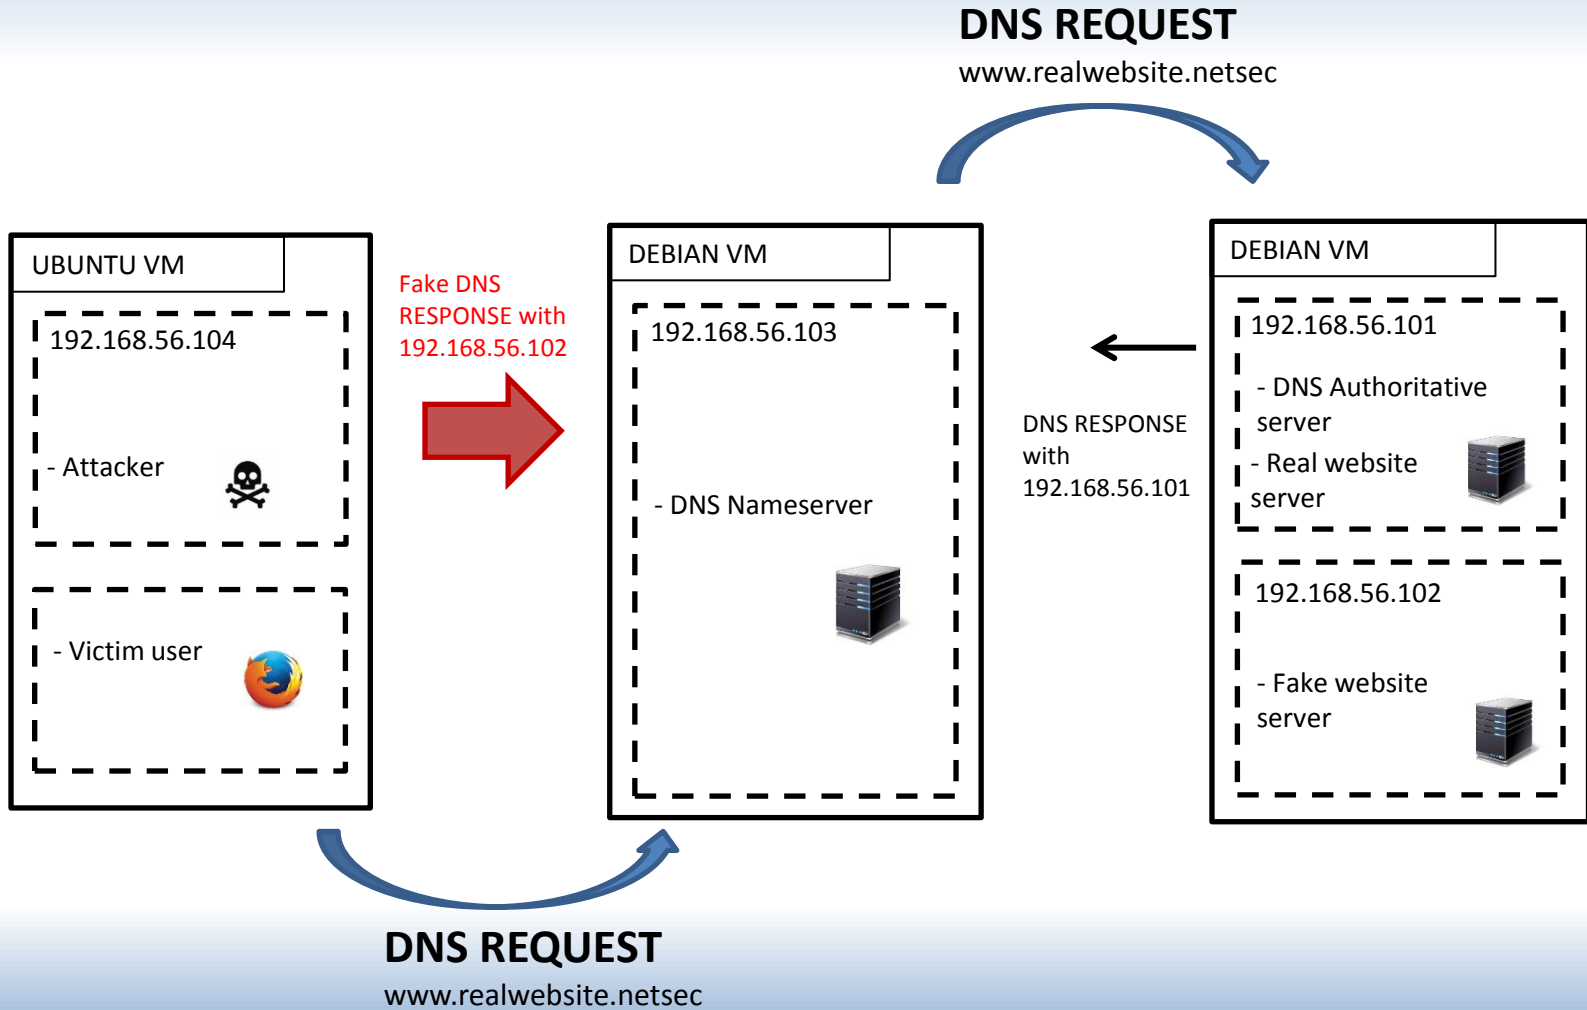 DNS REQUEST
www.realwebsite.netsec
UBUNTU VM
192.168.56.104
- Attacker
- Victim user
Fake DNS
RESPONSE with
192.168.56.102
DEBIAN VM
192.168.56.103
- DNS Nameserver
DNS RESPONSE
with
192.168.56.101
DEBIAN VM
192.168.56.101
- DNS Authoritative
server
- Real website
server
192.168.56.102
- Fake website
server
DNS REQUEST
www.realwebsite.netsec